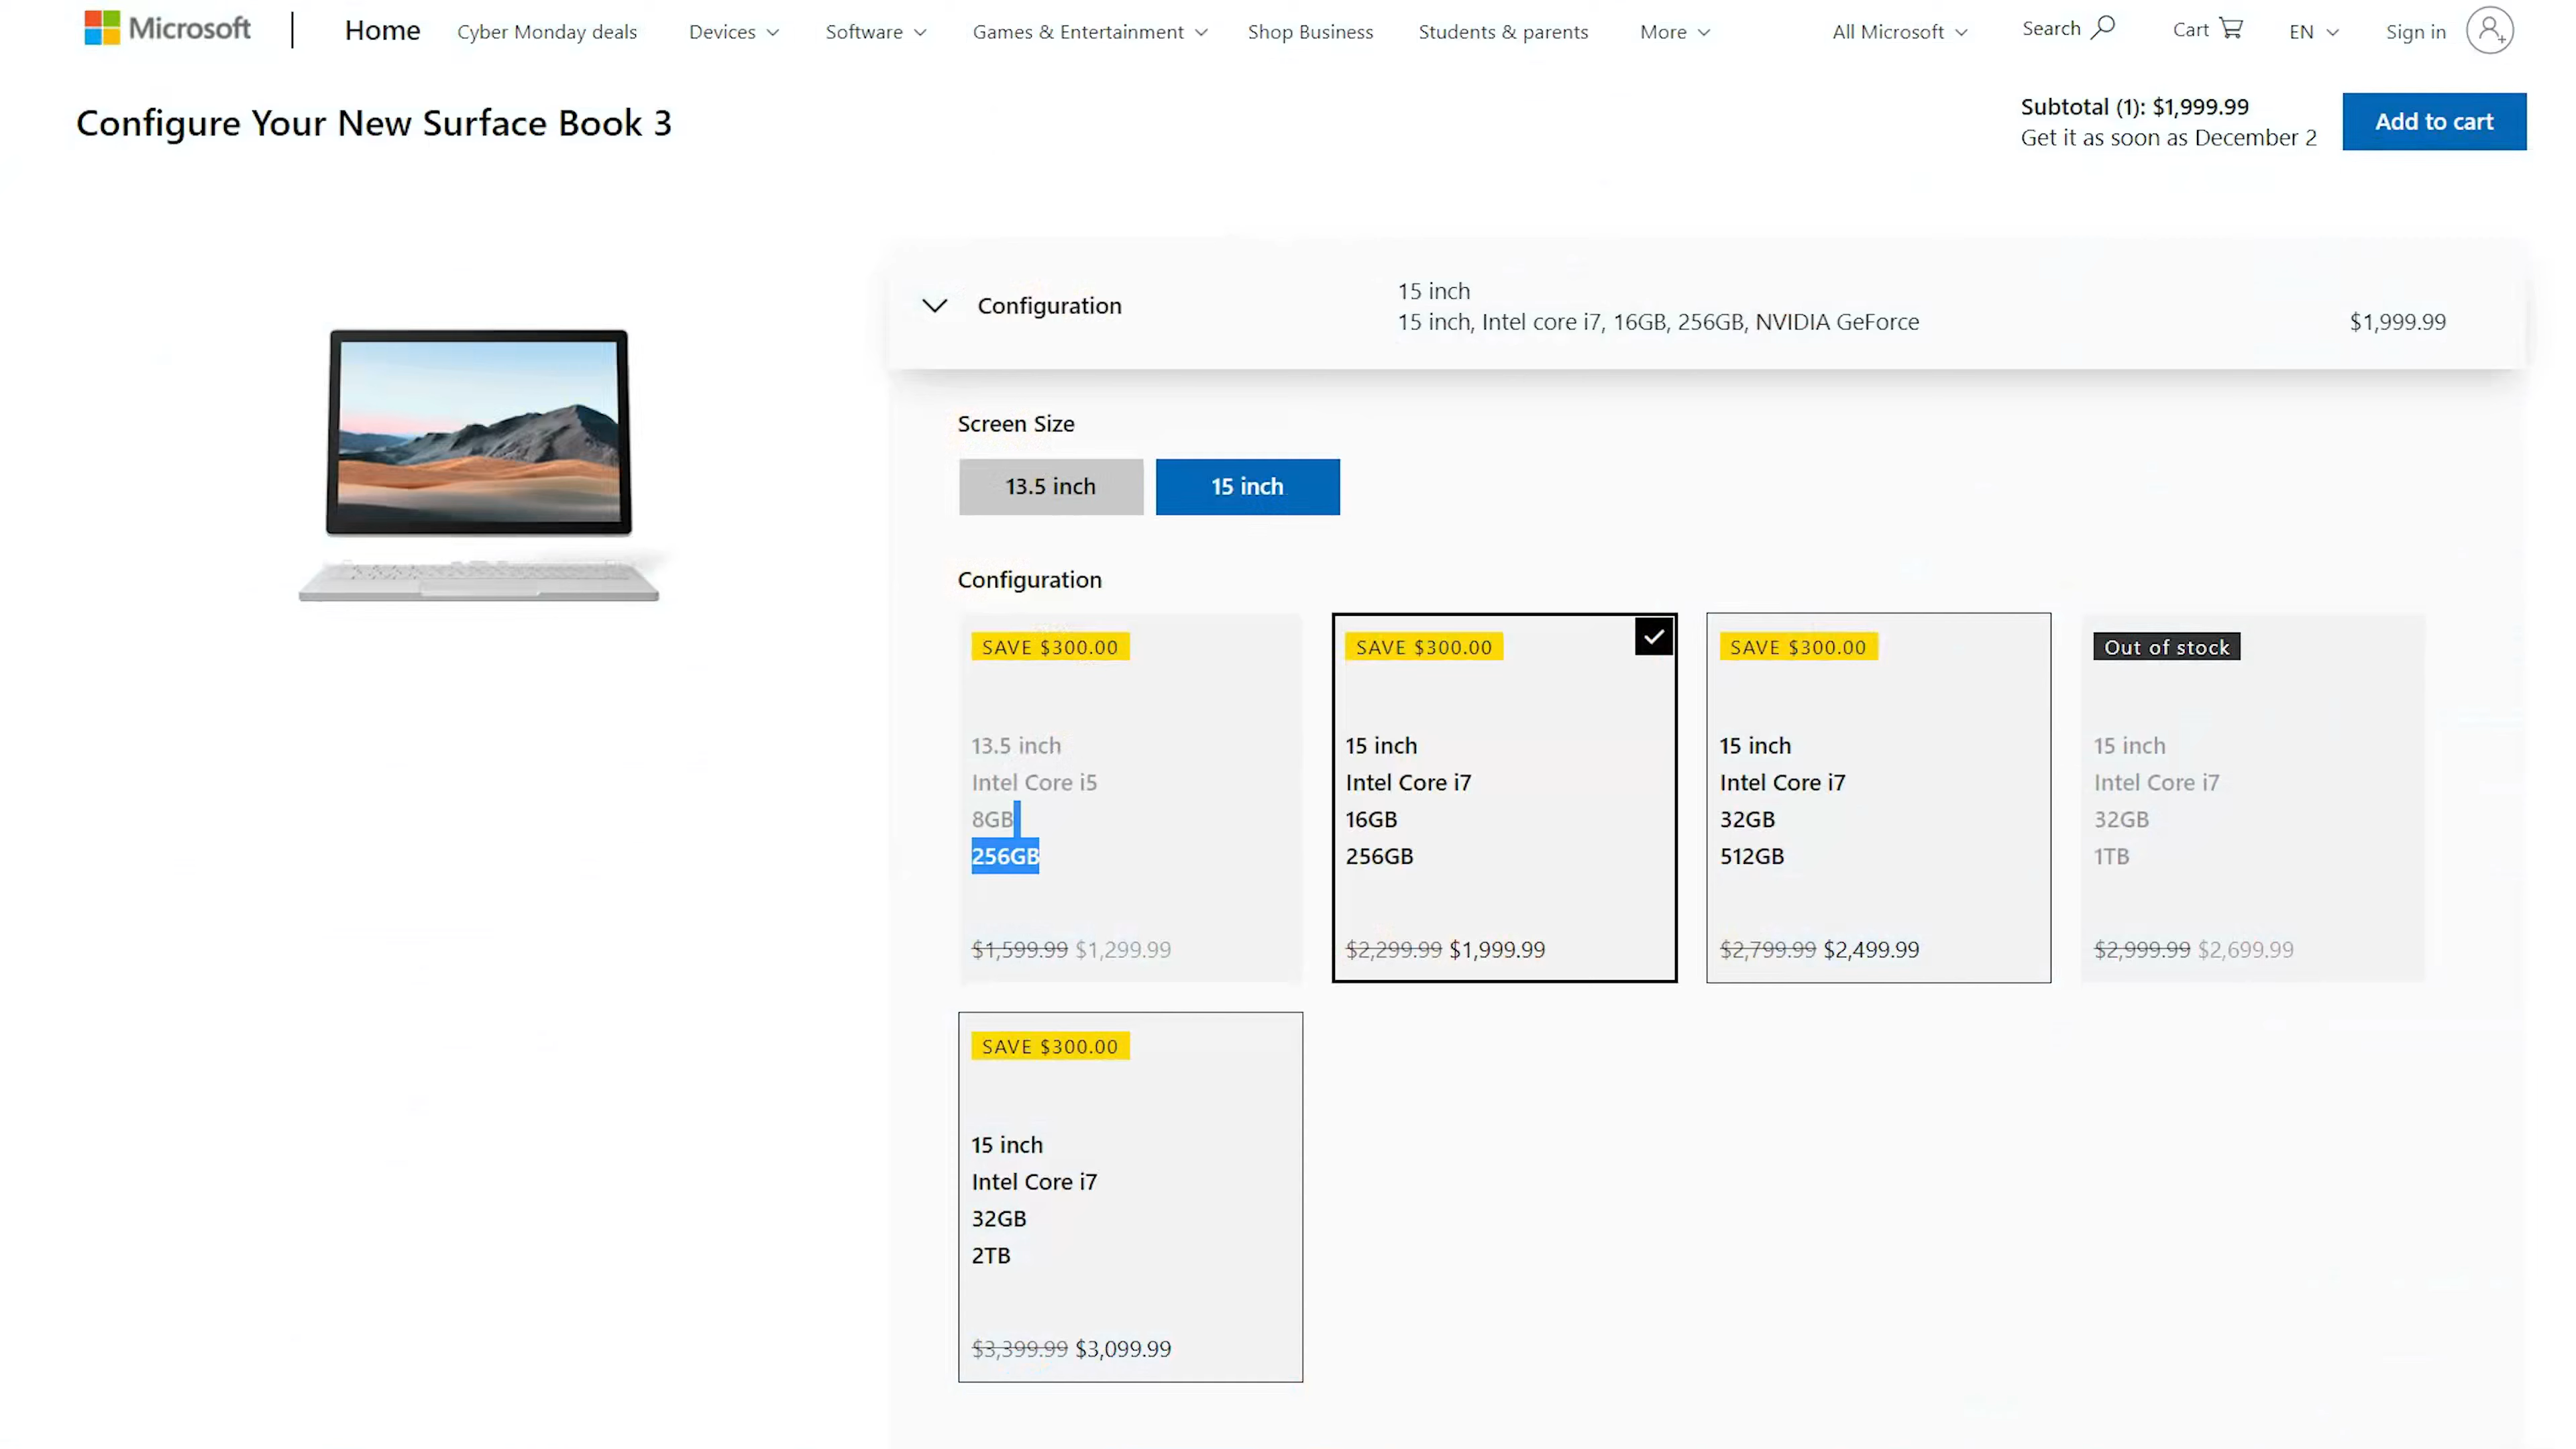 Microsoft
Home
Cyber Monday deals
Devices
Software
Games & Entertainment
Shop Business
Students & parents
More
All Microsoft
Search
Cart
EN
Sign in
Configure Your New Surface Book 3
Subtotal (1): $1,999.99
Get it as soon as December 2
Add to cart
Configuration
15 inch
15 inch, Intel core i7, 16GB, 256GB, NVIDIA GeForce
$1,999.99
Screen Size
13.5 inch
15 inch
Configuration
SAVE $300.00
13.5 inch
Intel Core i5
8GB
256GB
$1,599.99 $1,299.99
SAVE $300.00
15 inch
Intel Core i7
16GB
256GB
$2,299.99 $1,999.99
SAVE $300.00
15 inch
Intel Core i7
32GB
512GB
$2,799.99 $2,499.99
Out of stock
15 inch
Intel Core i7
32GB
1TB
$2,999.99 $2,699.99
SAVE $300.00
15 inch
Intel Core i7
32GB
2TB
$3,399.99 $3,099.99